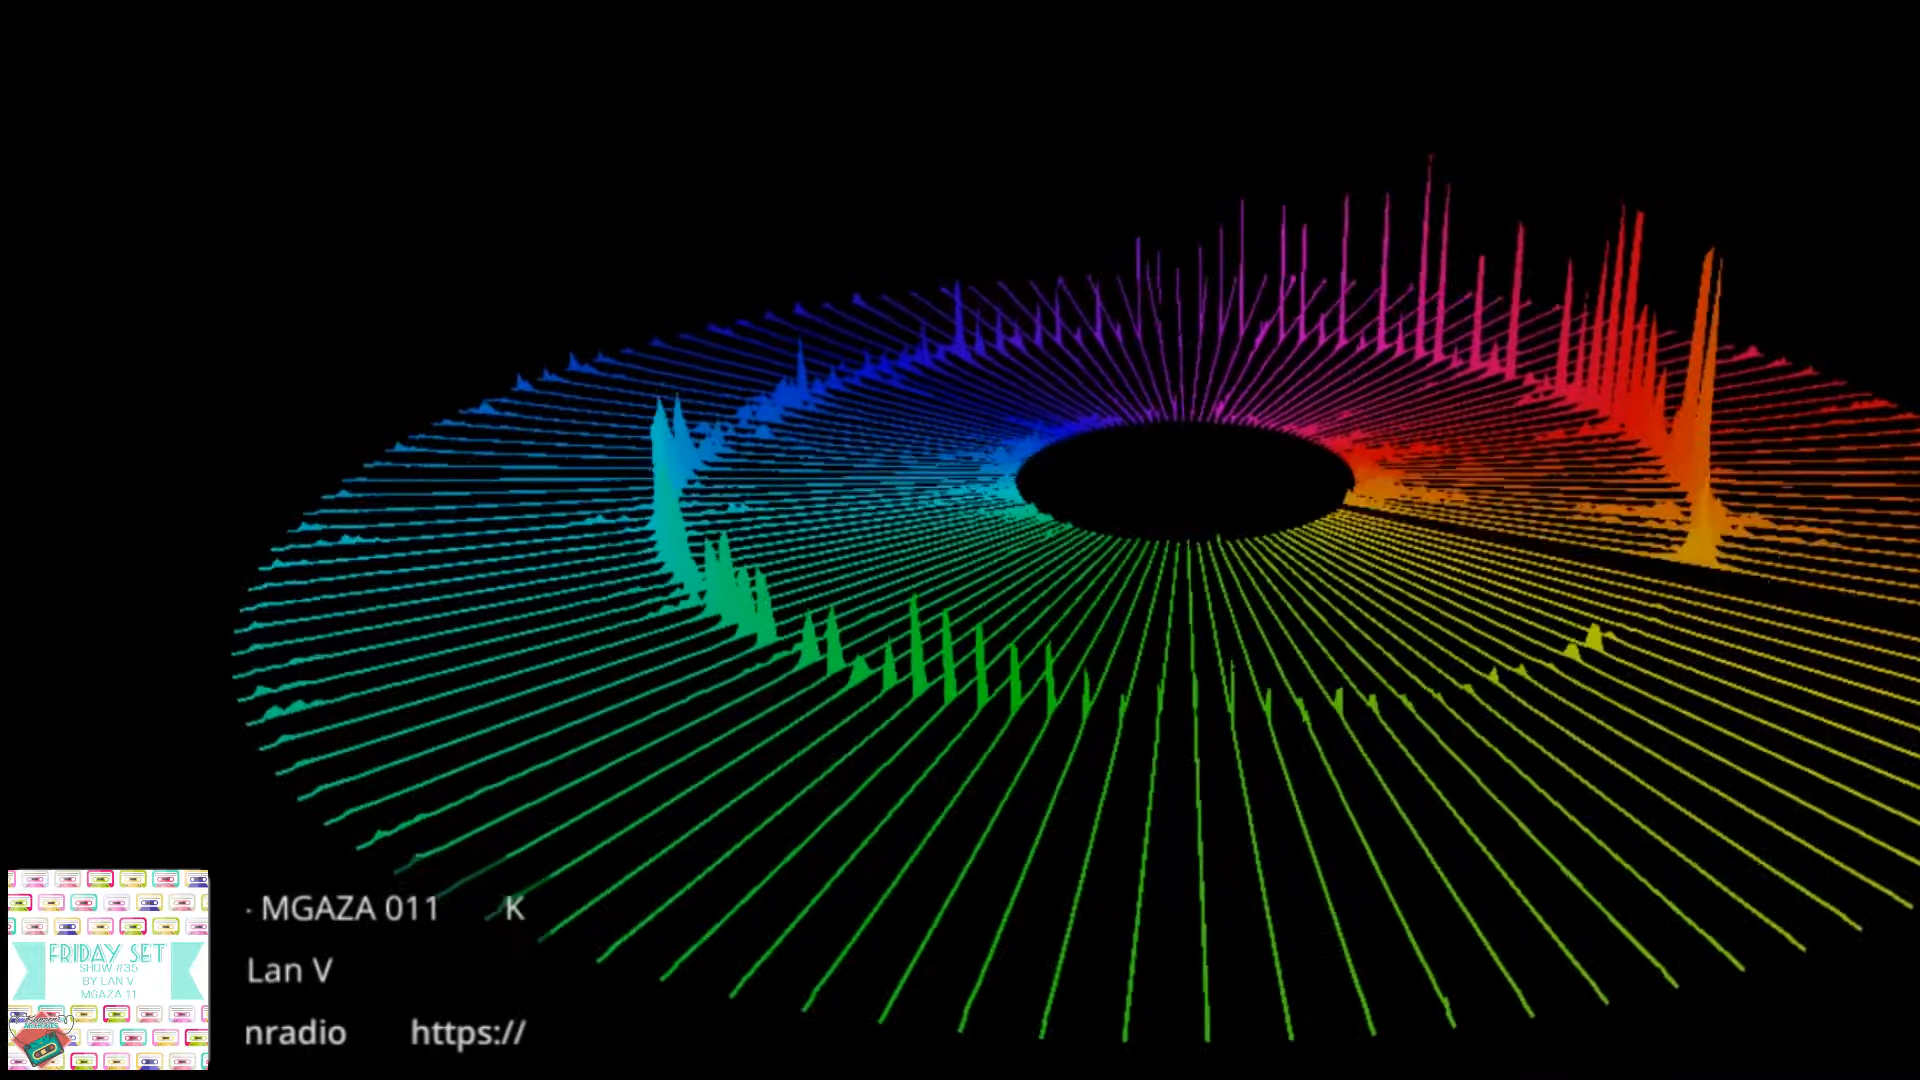 · MGAZA 011 K
Lan V
nradio https://
FRIDAY SET
SHOW #35
BY LAN V
MGAZA 11